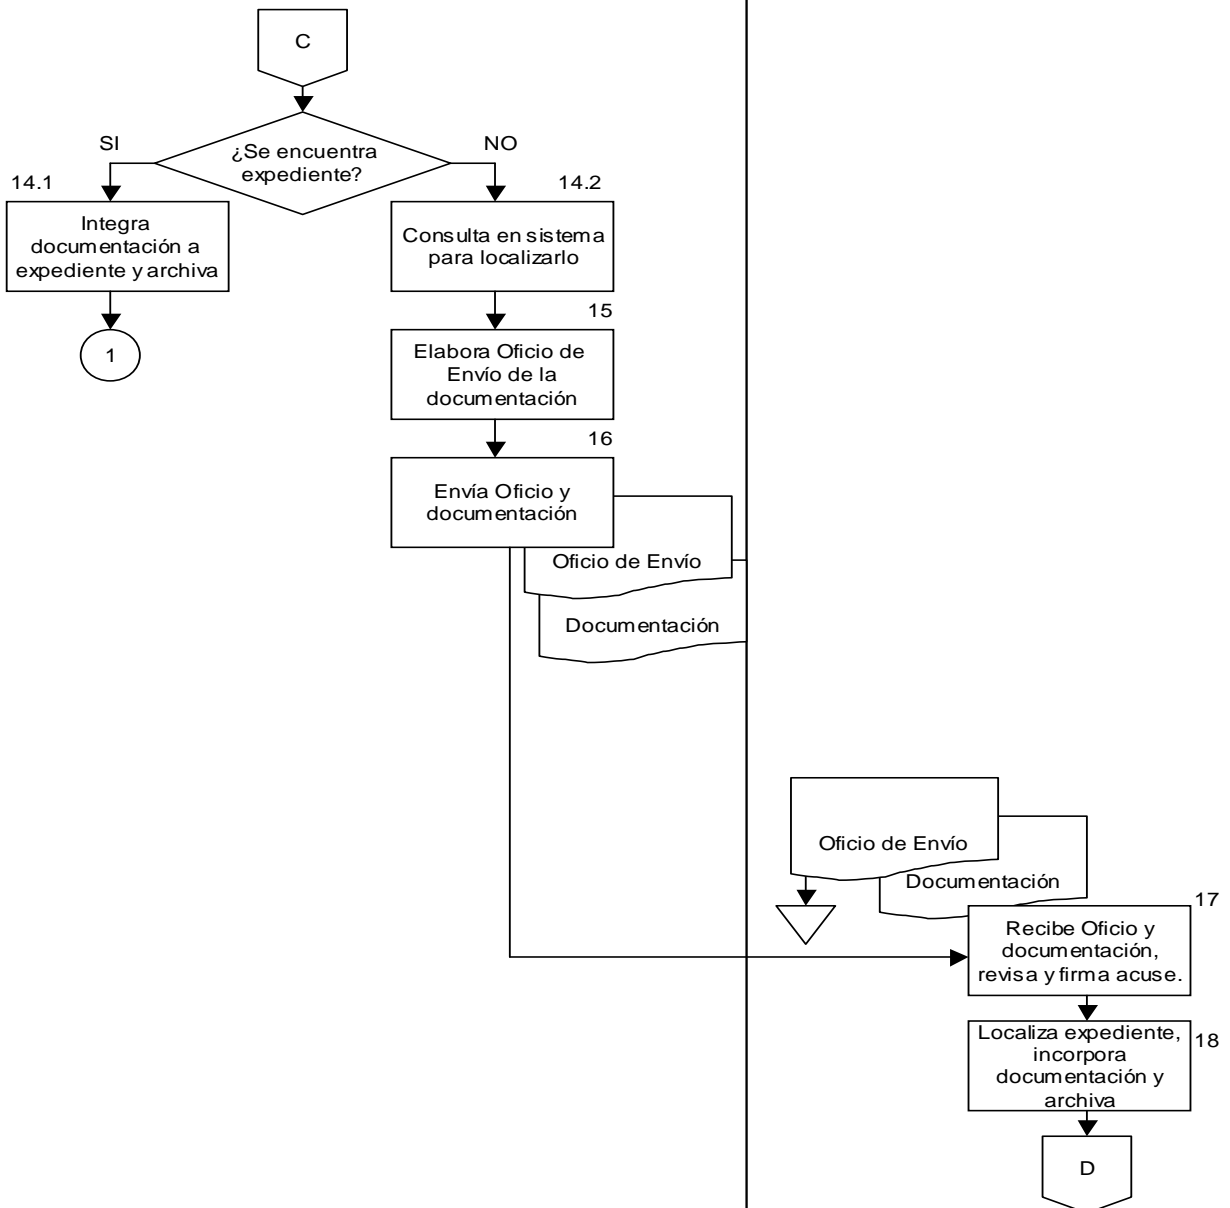 C
¿Se encuentra
expediente?
SI
NO
14.1
Integra
documentación a
expediente y archiva
1
14.2
Consulta en sistema
para localizarlo
15
Elabora Oficio de
Envío de la
documentación
16
Envía Oficio y
documentación
Oficio de Envío
Documentación
Oficio de Envío
Documentación
17
Recibe Oficio y
documentación,
revisa y firma acuse.
18
Localiza expediente,
incorpora
documentación y
archiva
D